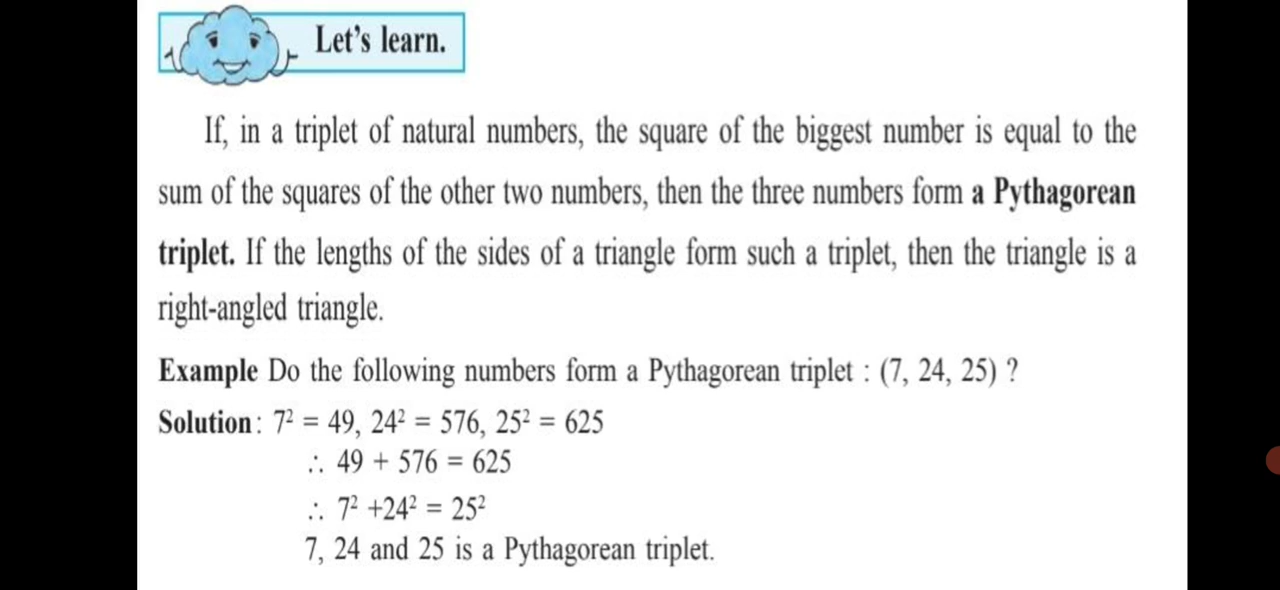 Let's learn.
If, in a triplet of natural numbers, the square of the biggest number is equal to the
sum of the squares of the other two numbers, then the three numbers form a Pythagorean
triplet. If the lengths of the sides of a triangle form such a triplet, then the triangle is a
right-angled triangle.
Example Do the following numbers form a Pythagorean triplet : (7, 24, 25) ?
Solution : 7² = 49, 24² = 576, 25² = 625
∴ 49 + 576 = 625
∴ 7² +24² = 25²
7, 24 and 25 is a Pythagorean triplet.